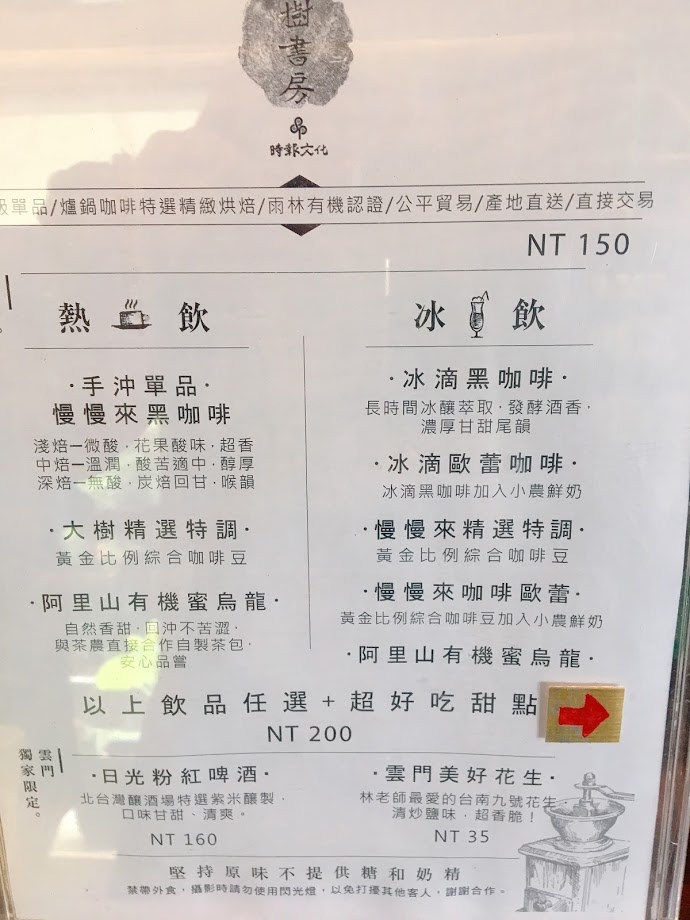 樹書房
時報文化
級單品/爐鍋咖啡特選精緻烘焙/雨林有機認證/公平貿易/產地直送/直接交易
NT 150
熱飲
·手沖單品·
慢慢來黑咖啡
淺焙—微酸·花果酸味·超香
中焙—溫潤·酸苦適中·醇厚
深焙—無酸·炭焙回甘·喉韻
·大樹精選特調·
黃金比例綜合咖啡豆
·阿里山有機蜜烏龍·
自然香甜·回沖不苦澀·
與茶農直接合作自製茶包·
安心品嘗
冰飲
·冰滴黑咖啡·
長時間冰釀萃取·發酵酒香·
濃厚甘甜尾韻
·冰滴歐蕾咖啡·
冰滴黑咖啡加入小農鮮奶
·慢慢來精選特調·
黃金比例綜合咖啡豆
·慢慢來咖啡歐蕾·
黃金比例綜合咖啡豆加入小農鮮奶
·阿里山有機蜜烏龍·
以上飲品任選+超好吃甜點
NT 200
雲門
獨家限定。
·日光粉紅啤酒·
北台灣釀酒場特選紫米釀製·
口味甘甜、清爽。
NT 160
·雲門美好花生·
林老師最愛的台南九號花生
清炒鹽味·超香脆！
NT 35
堅持原味不提供糖和奶精
禁帶外食·攝影時請勿使用閃光燈·以免打擾其他客人·謝謝合作。